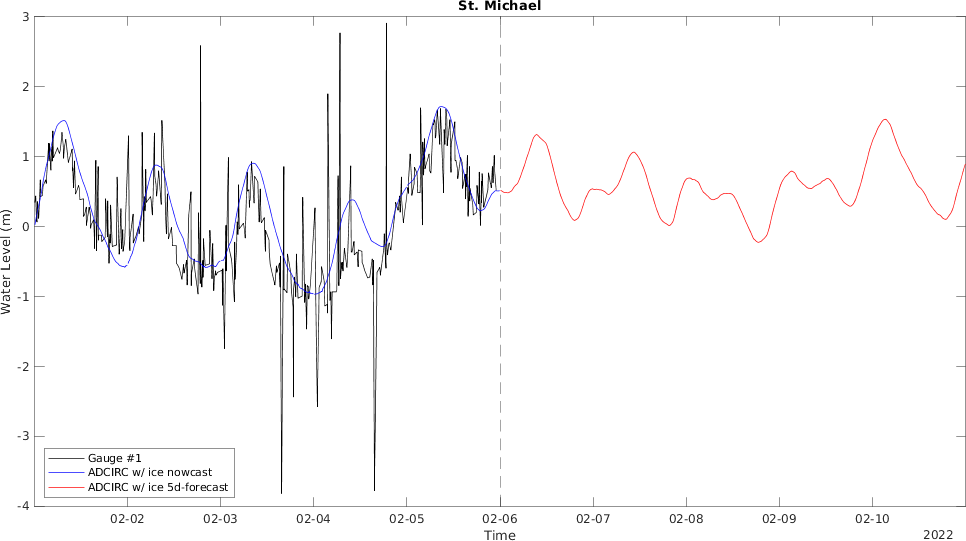 St. Michael
3
2
1
0
-1
-2
-3
-4
Water Level (m)
Gauge #1
ADCIRC w/ ice nowcast
ADCIRC w/ ice 5d-forecast
02-02 02-03 02-04 02-05 02-06 02-07 02-08 02-09 02-10
Time
2022